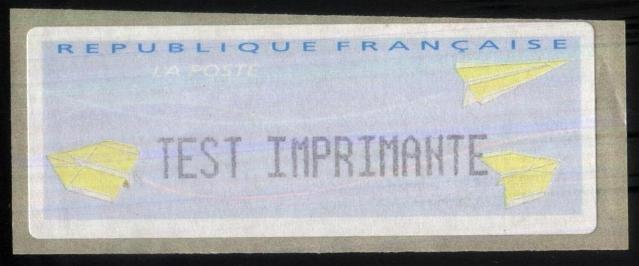 REPUBLIQUE FRANÇAISE
LA POSTE
TEST IMPRIMANTE